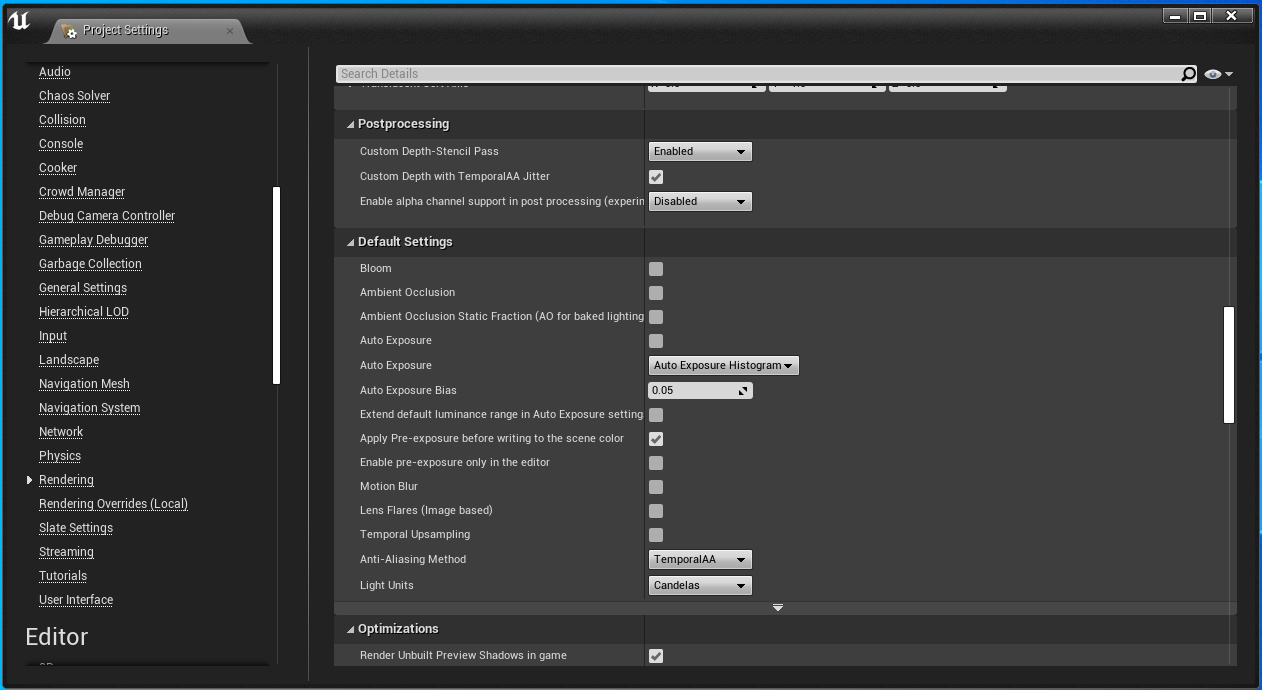 Project Settings
Audio
Chaos Solver
Collision
Console
Cooker
Crowd Manager
Debug Camera Controller
Gameplay Debugger
Garbage Collection
General Settings
Hierarchical LOD
Input
Landscape
Navigation Mesh
Navigation System
Network
Physics
Rendering
Rendering Overrides (Local)
Slate Settings
Streaming
Tutorials
User Interface
Editor
Search Details
Postprocessing
Custom Depth-Stencil Pass Enabled
Custom Depth with TemporalAA Jitter
Enable alpha channel support in post processing (experin Disabled
Default Settings
Bloom
Ambient Occlusion
Ambient Occlusion Static Fraction (AO for baked lighting
Auto Exposure
Auto Exposure Auto Exposure Histogram
Auto Exposure Bias 0.05
Extend default luminance range in Auto Exposure setting
Apply Pre-exposure before writing to the scene color
Enable pre-exposure only in the editor
Motion Blur
Lens Flares (Image based)
Temporal Upsampling
Anti-Aliasing Method TemporalAA
Light Units Candelas
Optimizations
Render Unbuilt Preview Shadows in game